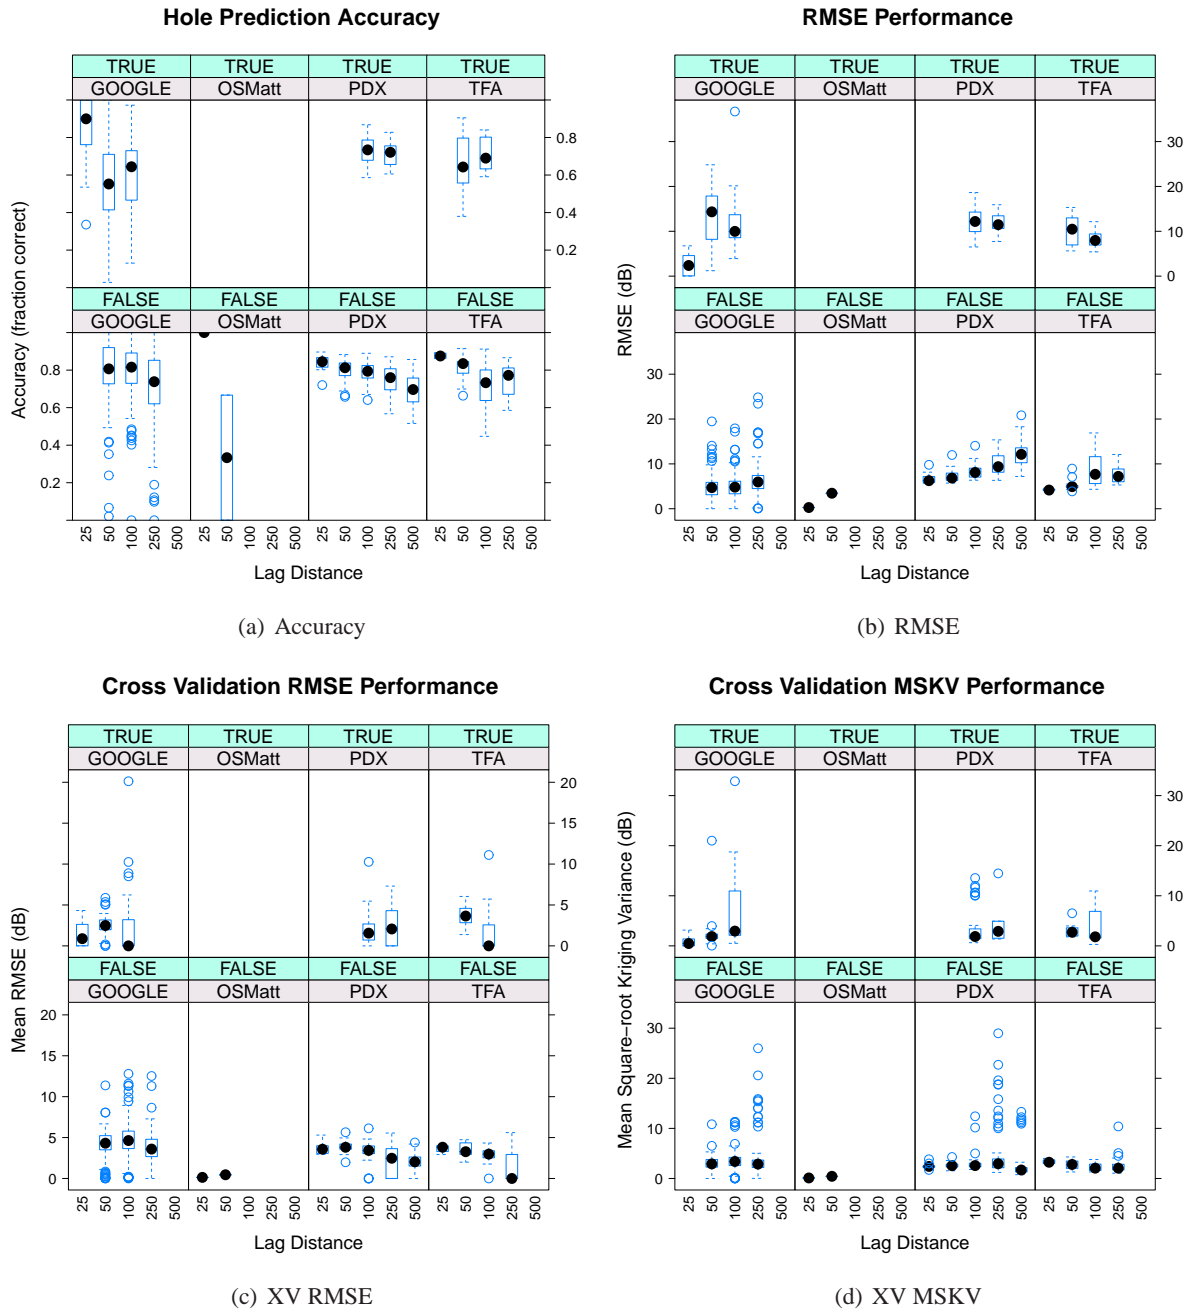 Hole Prediction Accuracy
TRUE TRUE TRUE TRUE
GOOGLE OSMatt PDX TFA
0.8
0.6
0.4
0.2
FALSE FALSE FALSE FALSE
GOOGLE OSMatt PDX TFA
0.8
0.6
0.4
0.2
Accuracy (fraction correct)
25 50 100 250 500 25 50 100 250 500 25 50 100 250 500 25 50 100 250 500
Lag Distance
(a) Accuracy
RMSE Performance
TRUE TRUE TRUE TRUE
GOOGLE OSMatt PDX TFA
30
20
10
0
FALSE FALSE FALSE FALSE
GOOGLE OSMatt PDX TFA
30
20
10
0
RMSE (dB)
25 50 100 250 500 25 50 100 250 500 25 50 100 250 500 25 50 100 250 500
Lag Distance
(b) RMSE
Cross Validation RMSE Performance
TRUE TRUE TRUE TRUE
GOOGLE OSMatt PDX TFA
20
15
10
5
0
FALSE FALSE FALSE FALSE
GOOGLE OSMatt PDX TFA
20
15
10
5
0
Mean RMSE (dB)
25 50 100 250 500 25 50 100 250 500 25 50 100 250 500 25 50 100 250 500
Lag Distance
(c) XV RMSE
Cross Validation MSKV Performance
TRUE TRUE TRUE TRUE
GOOGLE OSMatt PDX TFA
30
20
10
0
FALSE FALSE FALSE FALSE
GOOGLE OSMatt PDX TFA
30
20
10
0
Mean Square−root Kriging Variance (dB)
25 50 100 250 500 25 50 100 250 500 25 50 100 250 500 25 50 100 250 500
Lag Distance
(d) XV MSKV